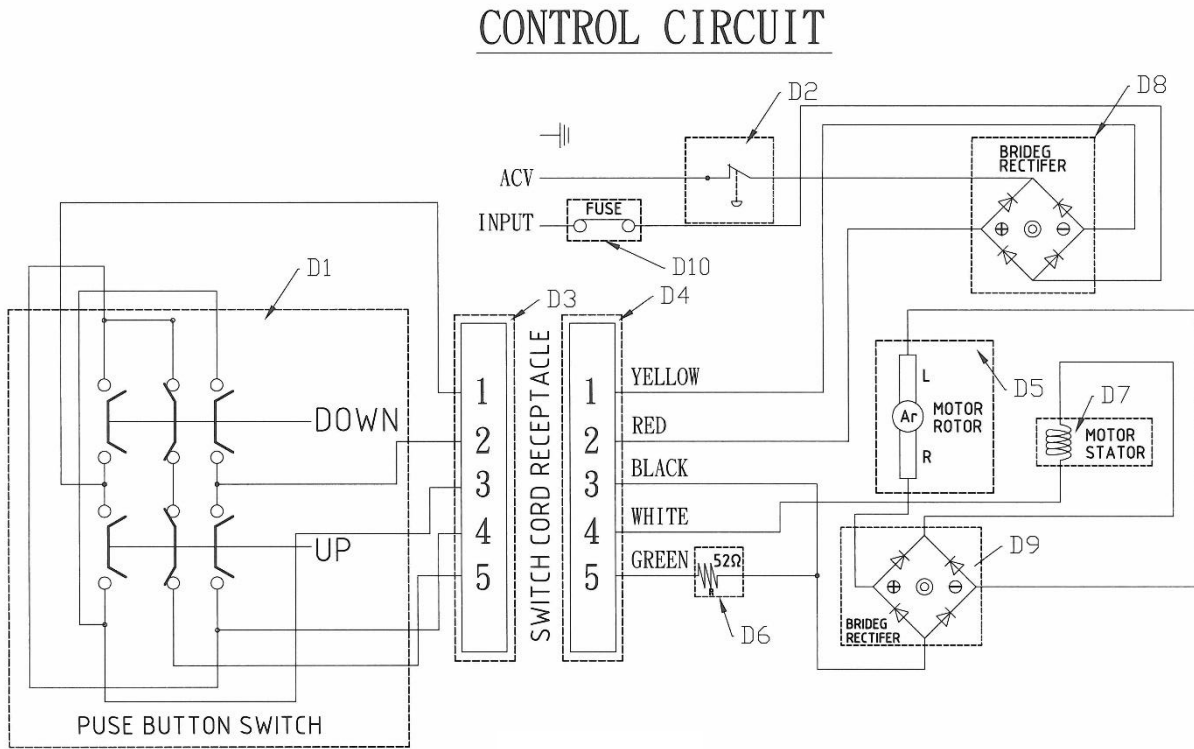 CONTROL CIRCUIT
D2
D8
BRIDEG
RECTIFER
ACV
INPUT
FUSE
D10
D1
D3
D4
SWITCH CORD RECEPTACLE
1
2
3
4
5
1
2
3
4
5
YELLOW
RED
BLACK
WHITE
GREEN
52Ω
R
D6
DOWN
UP
PUSE BUTTON SWITCH
L
Ar
R
MOTOR
ROTOR
D5
D7
MOTOR
STATOR
D9
BRIDEG
RECTIFER